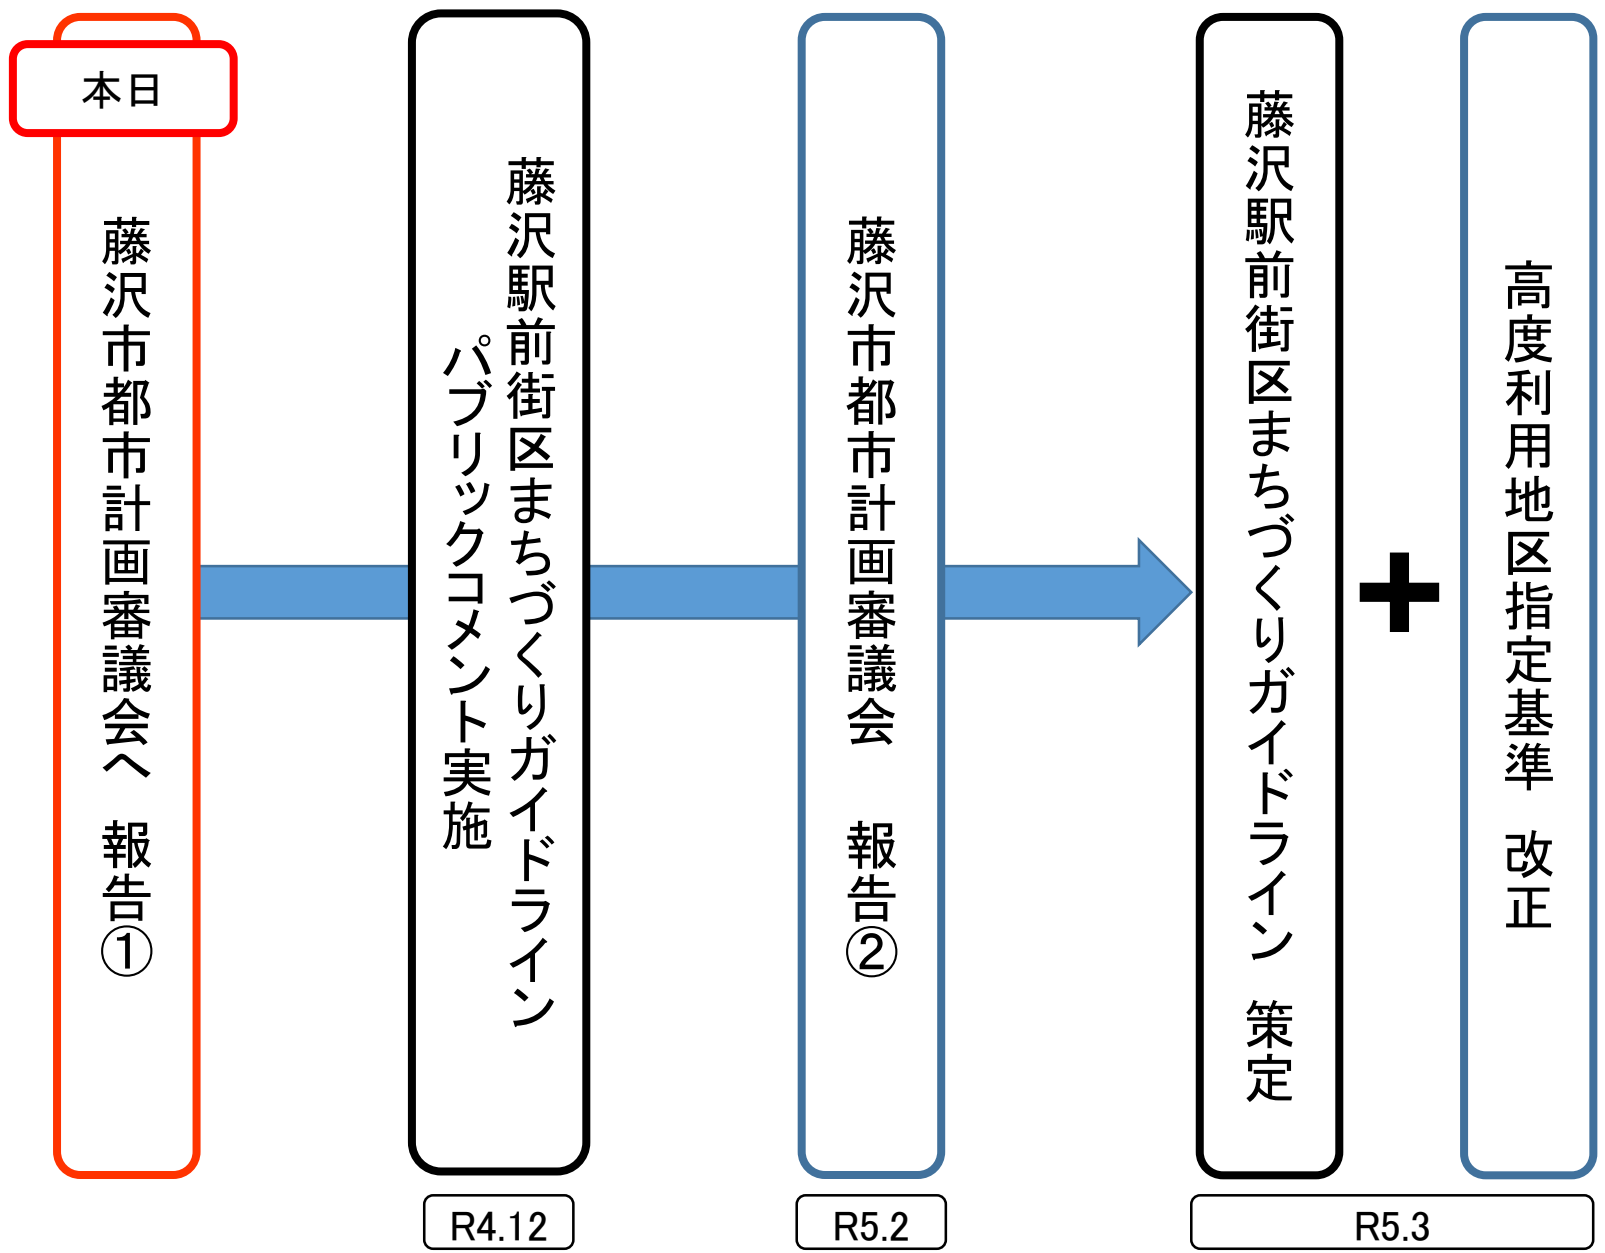 本日
藤沢市都市計画審議会へ　報告①
藤沢駅前街区まちづくりガイドライン
パブリックコメント実施
R4.12
藤沢市都市計画審議会　報告②
R5.2
藤沢駅前街区まちづくりガイドライン　策定
高度利用地区指定基準　改正
R5.3